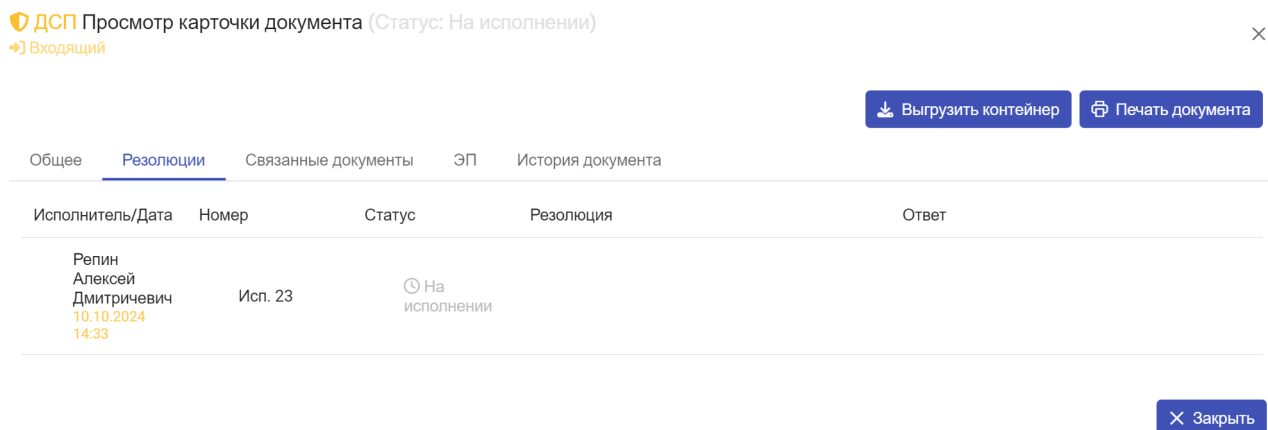 ДСП Просмотр карточки документа (Статус: На исполнении)
Входящий
Выгрузить контейнер Печать документа
Общее Резолюции Связанные документы ЭП История документа
Исполнитель/Дата Номер Статус Резолюция Ответ
Репин
Алексей
Дмитричевич
10.10.2024
14:33
Исп. 23
На
исполнении
Закрыть